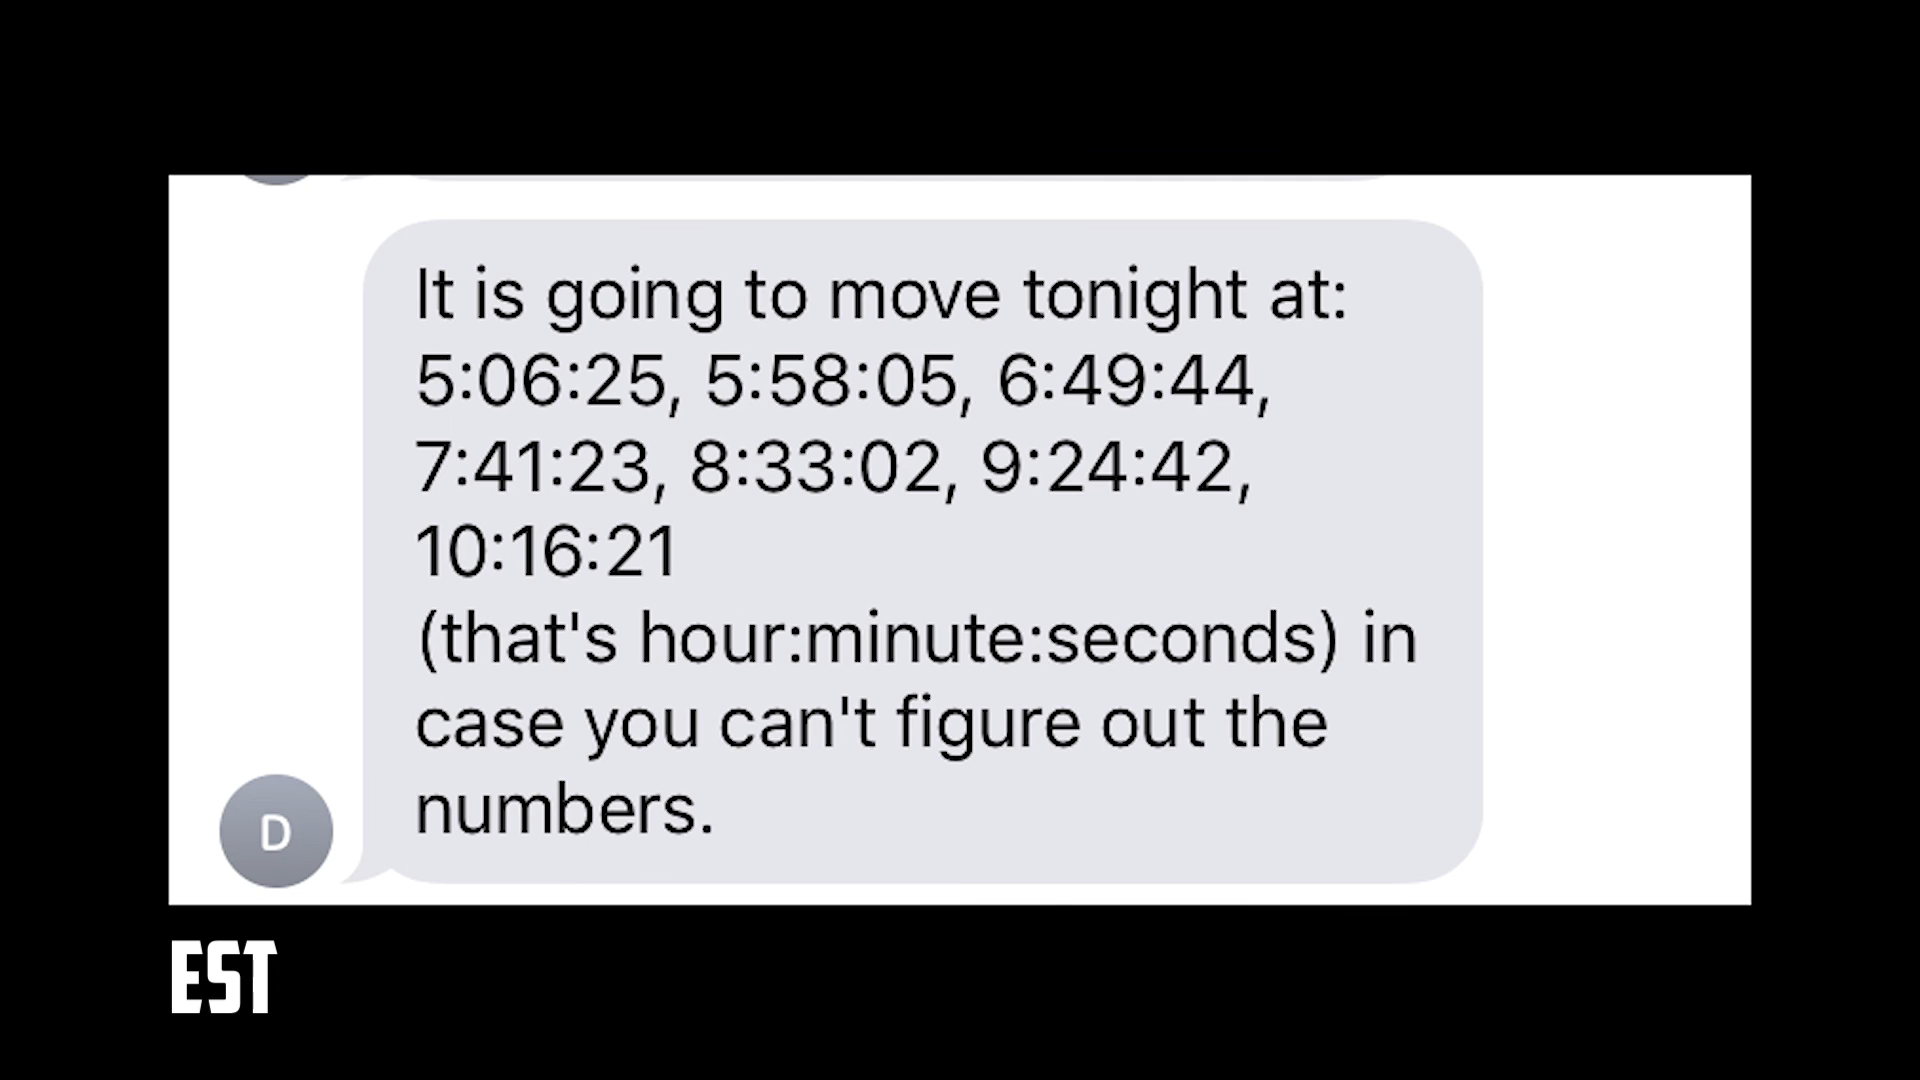 It is going to move tonight at:
5:06:25, 5:58:05, 6:49:44,
7:41:23, 8:33:02, 9:24:42,
10:16:21
(that's hour:minute:seconds) in
case you can't figure out the
numbers.
D
EST